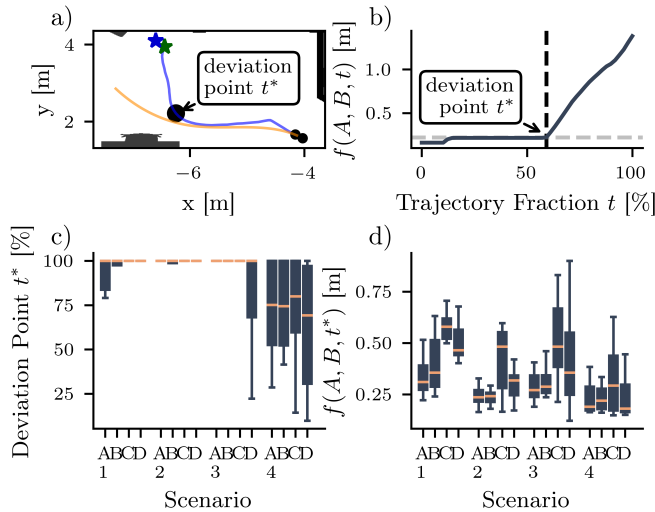 a)
4
2
y [m]
deviation
point t*
−6
−4
x [m]
b)
1.0
0.5
f(A, B, t) [m]
deviation
point t*
0
50
100
Trajectory Fraction t [%]
c)
100
75
50
25
Deviation Point t* [%]
ABCD ABCD ABCD ABCD
1 2 3 4
Scenario
d)
0.75
0.50
0.25
f(A, B, t*) [m]
ABCD ABCD ABCD ABCD
1 2 3 4
Scenario